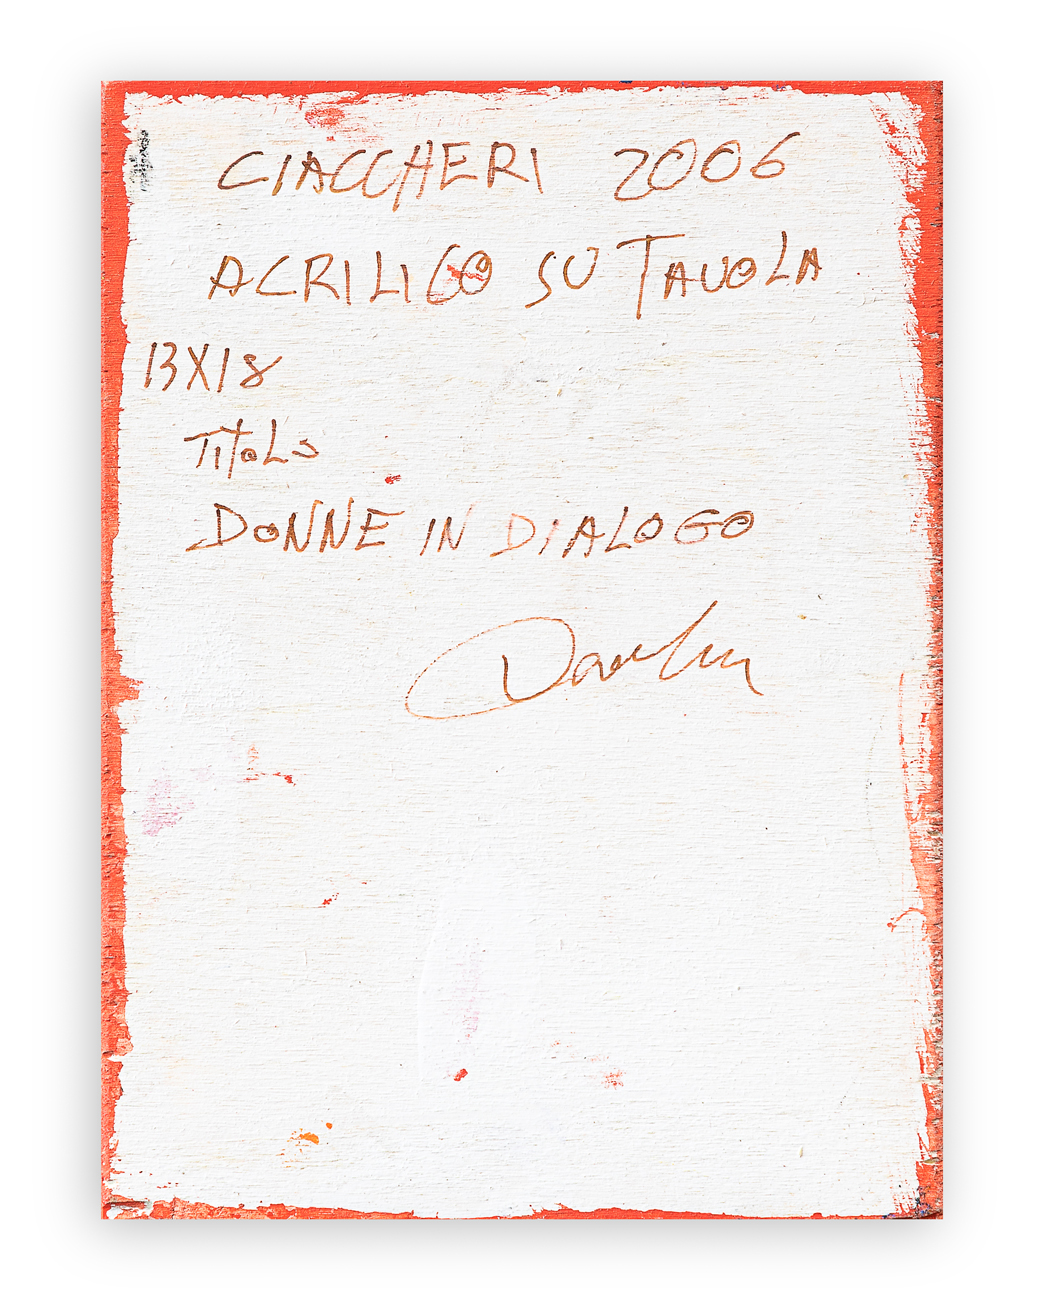 CIACCHERI 2006
ACRILICO SU TAVOLA
13X18
TITOLO
DONNE IN DIALOGO